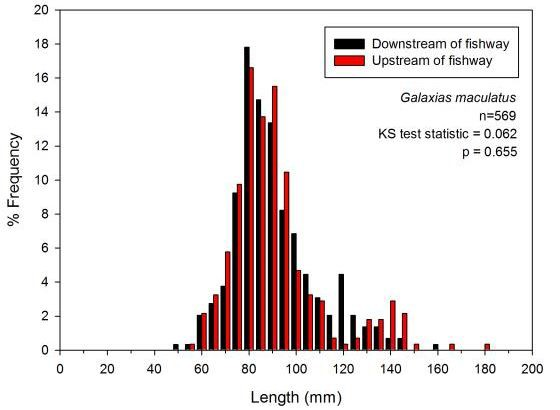 20
18
16
14
12
10
8
6
4
2
0
% Frequency
Downstream of fishway
Upstream of fishway
Galaxias maculatus
n=569
KS test statistic = 0.062
p = 0.655
0 20 40 60 80 100 120 140 160 180 200
Length (mm)